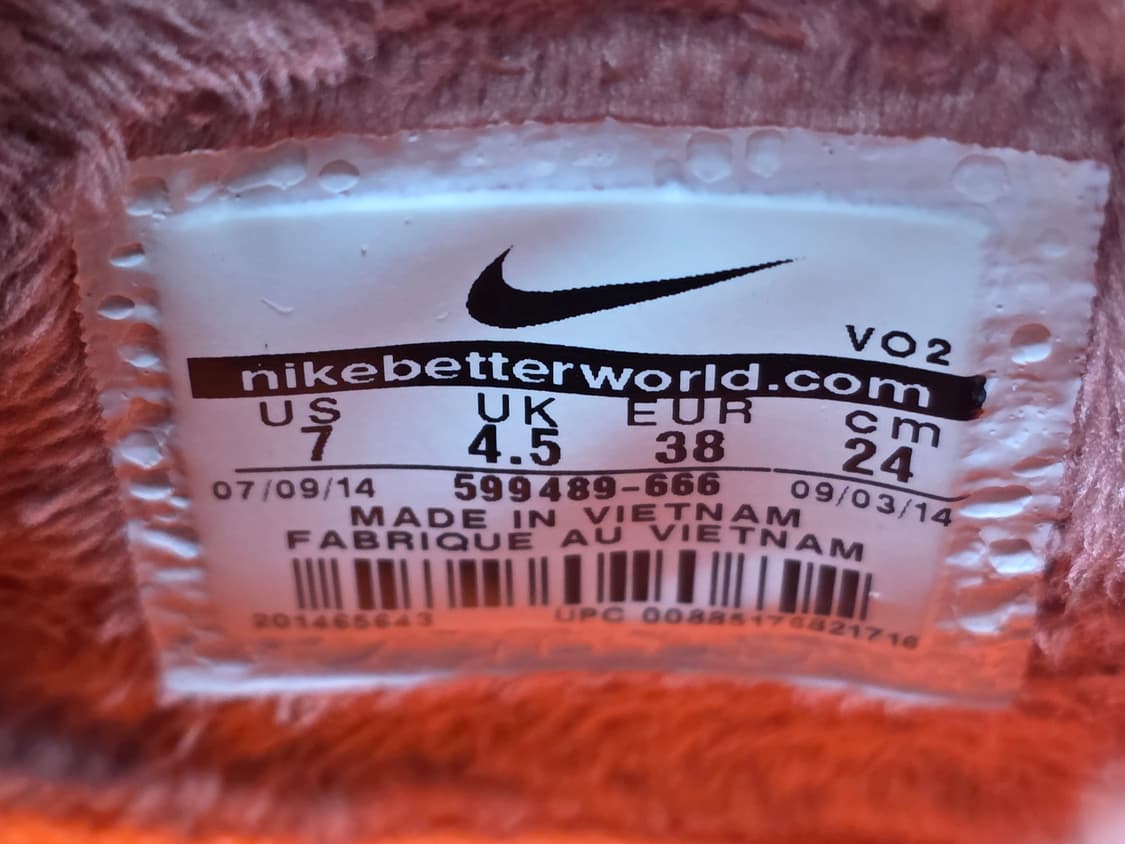 VO2
nikebetterworld.com
US UK EUR cm
7 4.5 38 24
07/09/14 599489-666 09/03/14
MADE IN VIETNAM
FABRIQUE AU VIETNAM
201465643 UPC